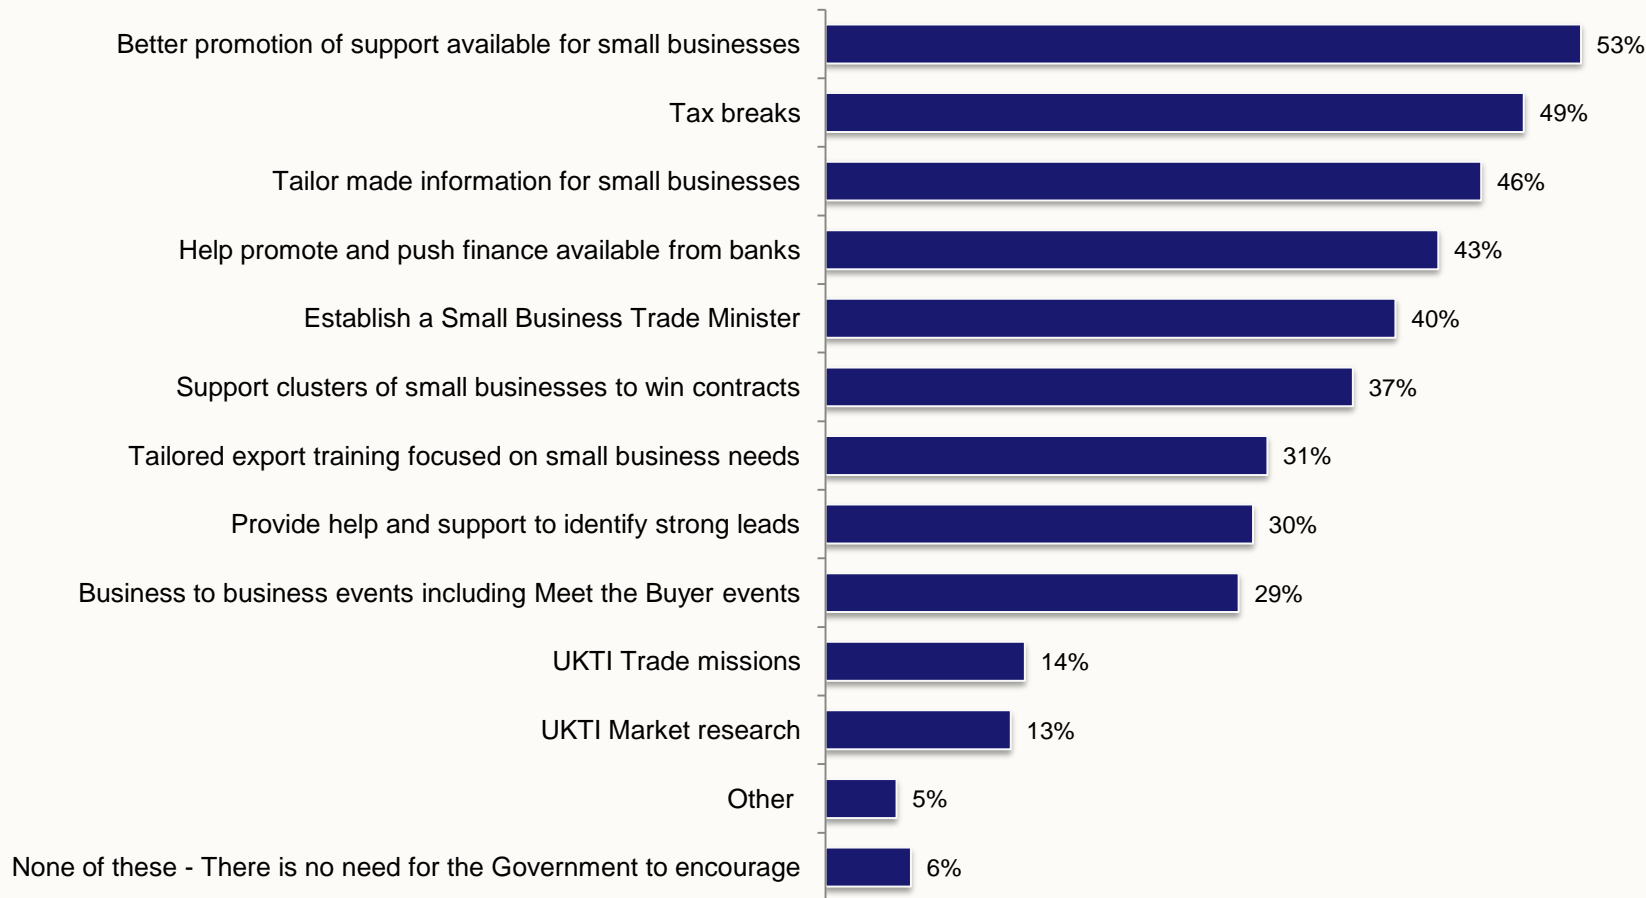 Better promotion of support available for small businesses 53%
Tax breaks 49%
Tailor made information for small businesses 46%
Help promote and push finance available from banks 43%
Establish a Small Business Trade Minister 40%
Support clusters of small businesses to win contracts 37%
Tailored export training focused on small business needs 31%
Provide help and support to identify strong leads 30%
Business to business events including Meet the Buyer events 29%
UKTI Trade missions 14%
UKTI Market research 13%
Other 5%
None of these - There is no need for the Government to encourage 6%